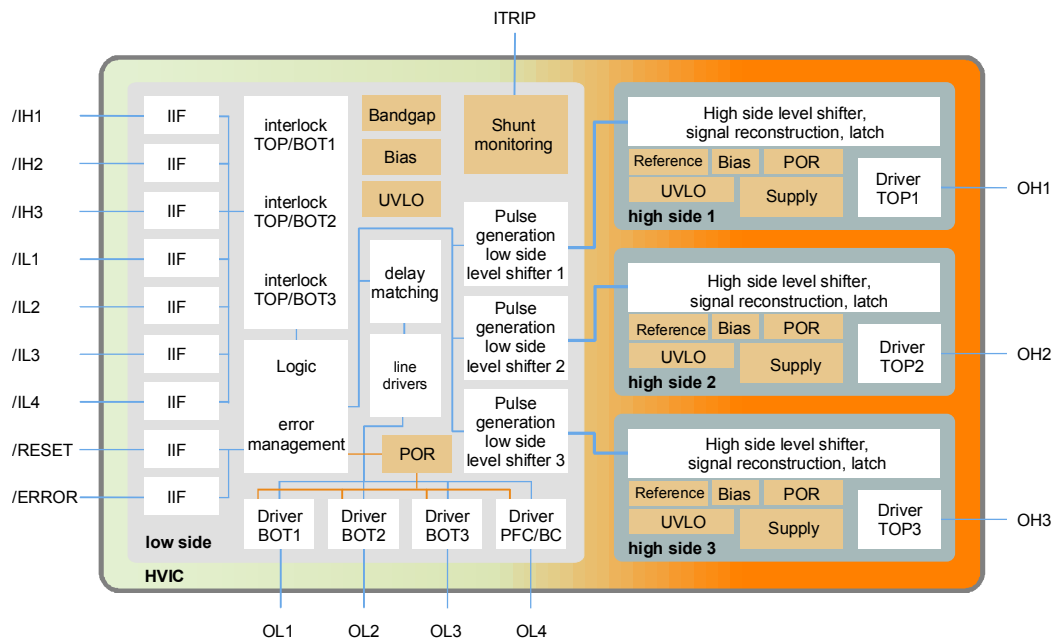 ITRIP
/IH1
/IH2
/IH3
/IL1
/IL2
/IL3
/IL4
/RESET
/ERROR
IIF
IIF
IIF
IIF
IIF
IIF
IIF
IIF
IIF
interlock
TOP/BOT1
interlock
TOP/BOT2
interlock
TOP/BOT3
Logic
error
management
Bandgap
Bias
UVLO
delay
matching
line
drivers
POR
Shunt
monitoring
Pulse
generation
low side
level shifter 1
Pulse
generation
low side
level shifter 2
Pulse
generation
low side
level shifter 3
Driver
BOT1
Driver
BOT2
Driver
BOT3
Driver
PFC/BC
low side
HVIC
High side level shifter,
signal reconstruction, latch
Reference
Bias
POR
UVLO
Supply
Driver
TOP1
high side 1
High side level shifter,
signal reconstruction, latch
Reference
Bias
POR
UVLO
Supply
Driver
TOP2
high side 2
High side level shifter,
signal reconstruction, latch
Reference
Bias
POR
UVLO
Supply
Driver
TOP3
high side 3
OH1
OH2
OH3
OL1
OL2
OL3
OL4